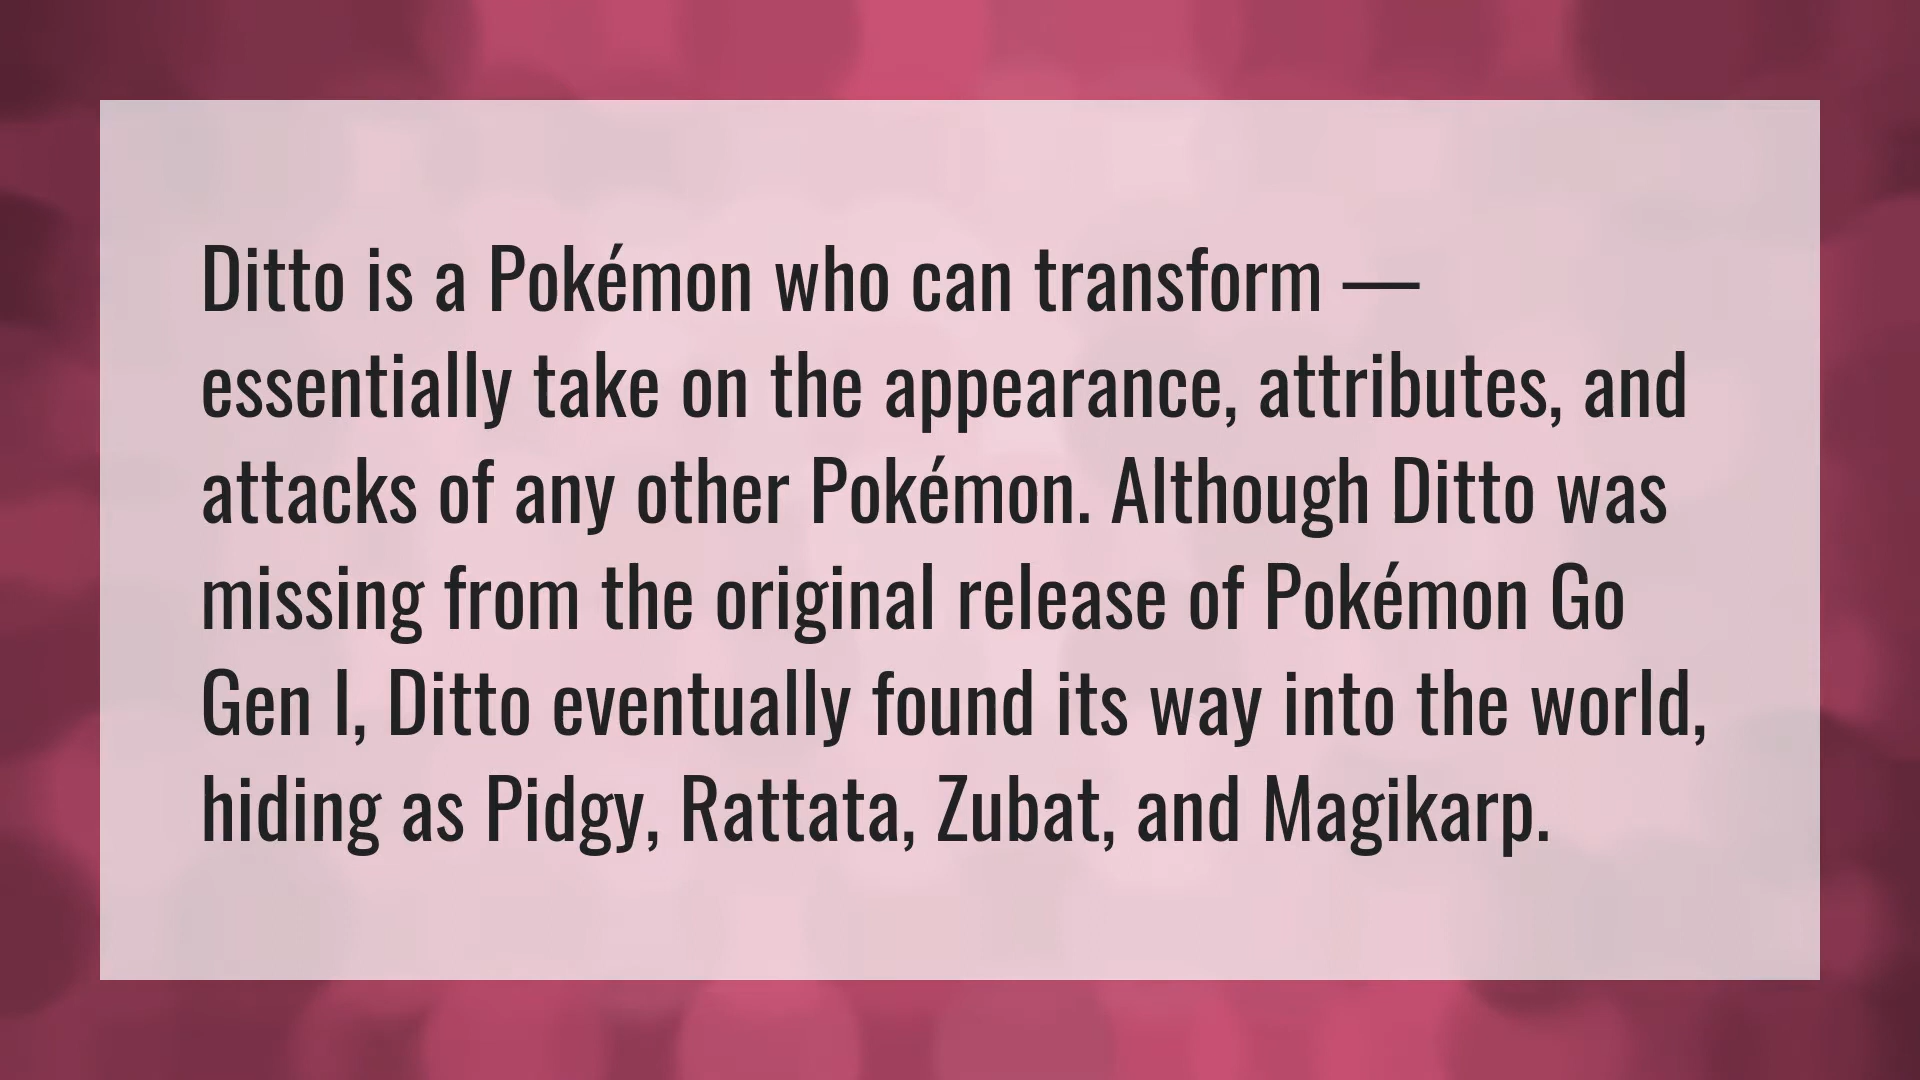 Ditto is a Pokémon who can transform —
essentially take on the appearance, attributes, and
attacks of any other Pokémon. Although Ditto was
missing from the original release of Pokémon Go
Gen I, Ditto eventually found its way into the world,
hiding as Pidgy, Rattata, Zubat, and Magikarp.